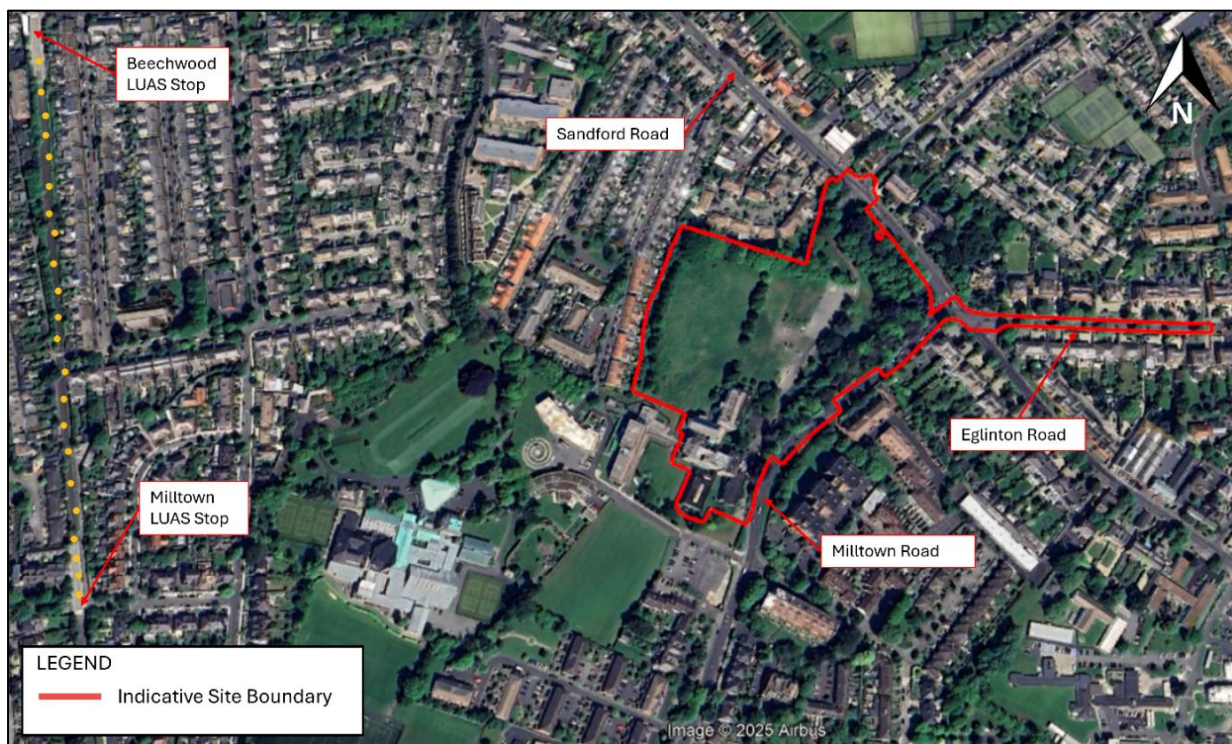 Beechwood
LUAS Stop
Sandford Road
N
Eglinton Road
Milltown
LUAS Stop
Milltown Road
LEGEND
Indicative Site Boundary
Image © 2025 Airbus